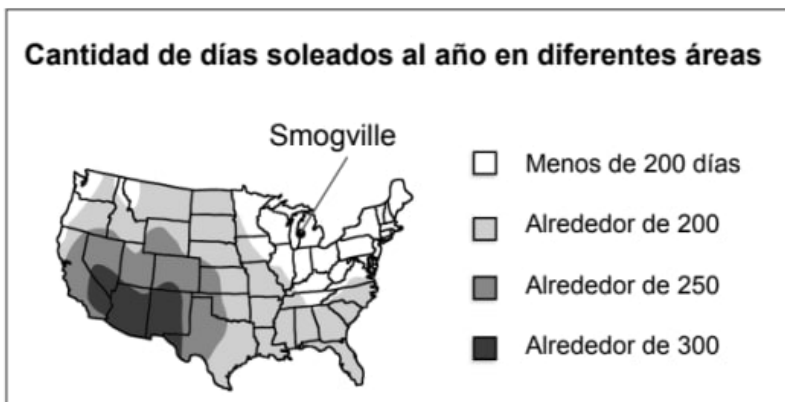 Cantidad de días soleados al año en diferentes áreas
Smogville
Menos de 200 días
Alrededor de 200
Alrededor de 250
Alrededor de 300